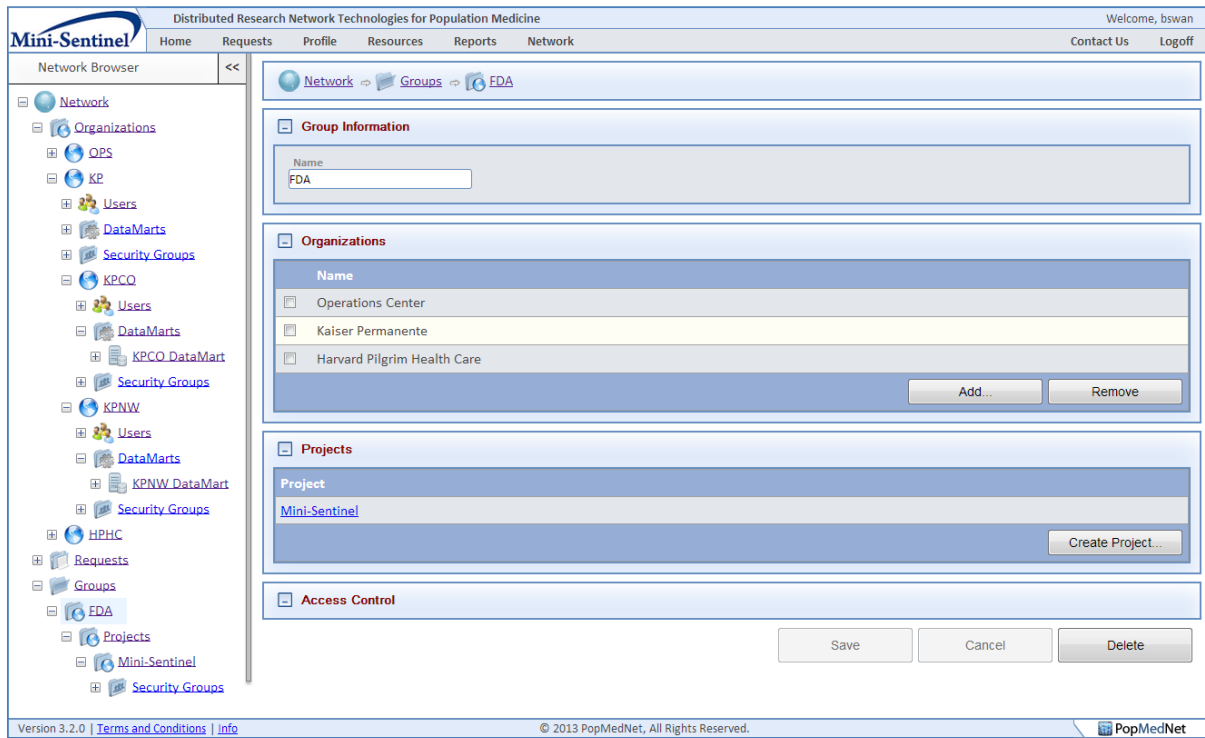 Distributed Research Network Technologies for Population Medicine
Welcome, bswan
Mini-Sentinel
Home Requests Profile Resources Reports Network
Contact Us Logoff
Network Browser <<
Network
Organizations
OPS
KP
Users
DataMarts
Security Groups
KPCO
Users
DataMarts
KPCO DataMart
Security Groups
KPNW
Users
DataMarts
KPNW DataMart
Security Groups
HPHC
Requests
Groups
FDA
Projects
Mini-Sentinel
Security Groups
Network ⇨ Groups ⇨ FDA
Group Information
Name
FDA
Organizations
Name
Operations Center
Kaiser Permanente
Harvard Pilgrim Health Care
Add... Remove
Projects
Project
Mini-Sentinel
Create Project...
Access Control
Save Cancel Delete
Version 3.2.0 | Terms and Conditions | Info
© 2013 PopMedNet, All Rights Reserved.
PopMedNet